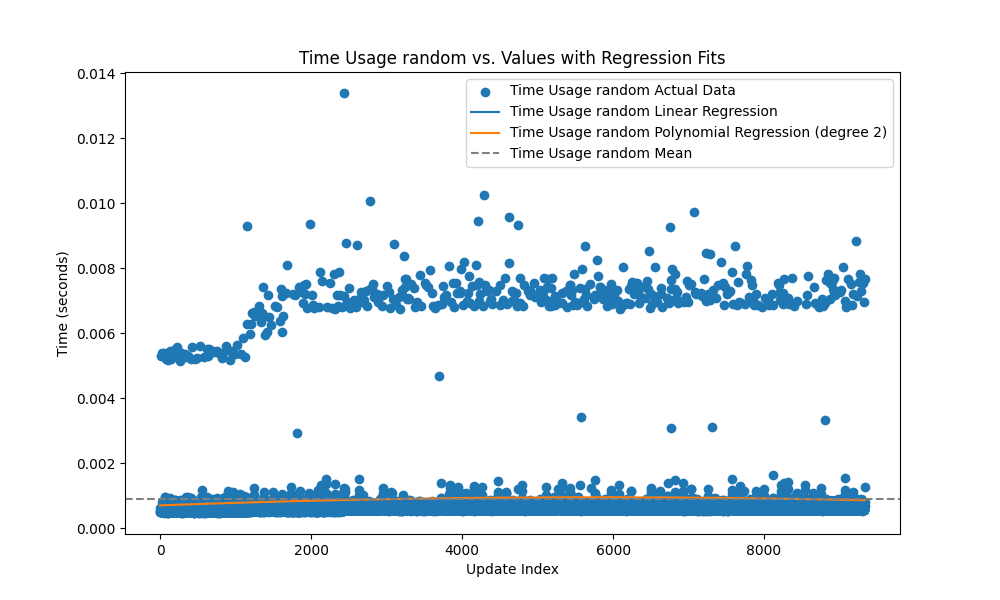 Time Usage random vs. Values with Regression Fits
Time Usage random Actual Data
Time Usage random Linear Regression
Time Usage random Polynomial Regression (degree 2)
Time Usage random Mean
Time (seconds)
0.014
0.012
0.010
0.008
0.006
0.004
0.002
0.000
0
2000
4000
6000
8000
Update Index